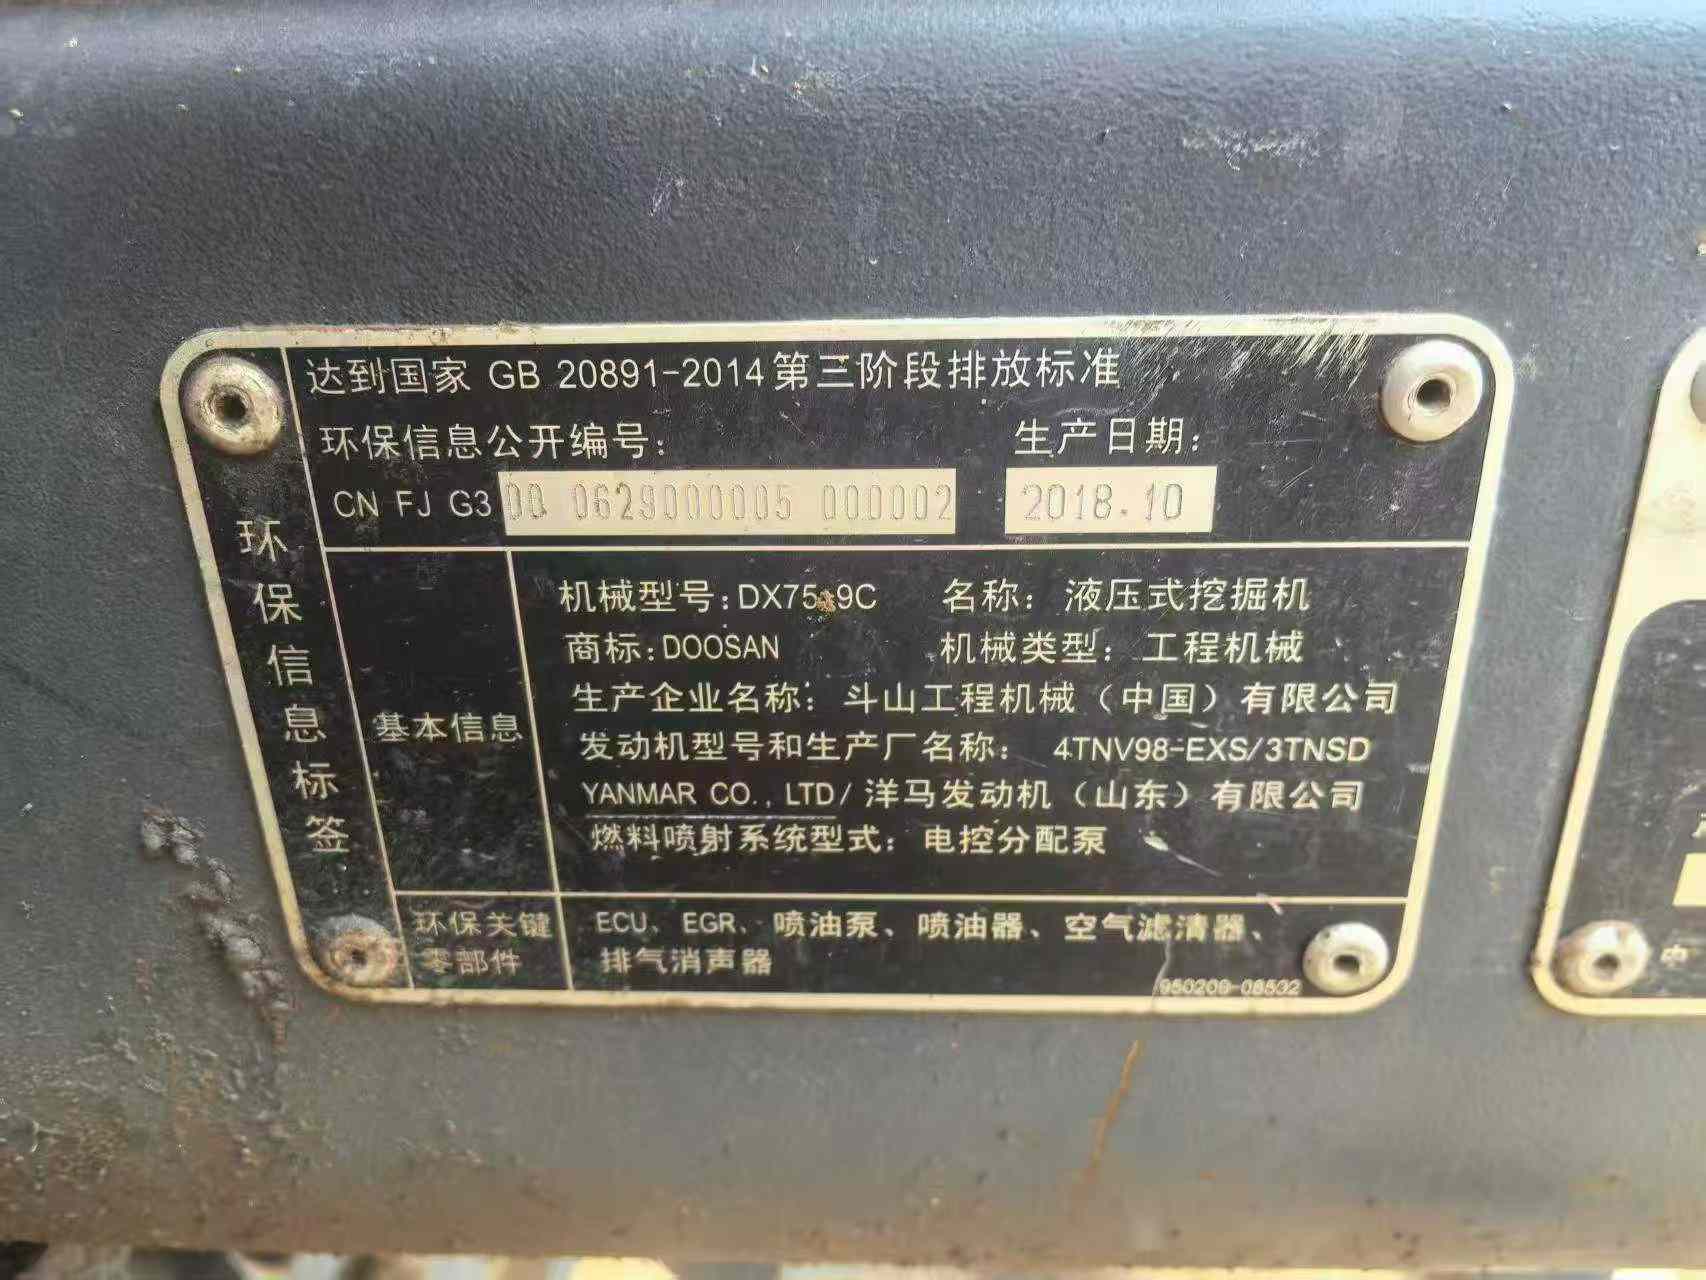 达到国家 GB 20891-2014第三阶段排放标准
环保信息公开编号:
生产日期:
CN FJ G3 00 0629000005 000002
2018.10
环保信息标签
基本信息
机械型号:DX75-9C 名称: 液压式挖掘机
商标:DOOSAN 机械类型: 工程机械
生产企业名称: 斗山工程机械(中国)有限公司
发动机型号和生产厂名称: 4TNV98-EXS/3TNSD
YANMAR CO., LTD/洋马发动机(山东)有限公司
燃料喷射系统型式: 电控分配泵
环保关键
零部件
ECU、EGR、喷油泵、喷油器、空气滤清器、
排气消声器
950209-08532
中